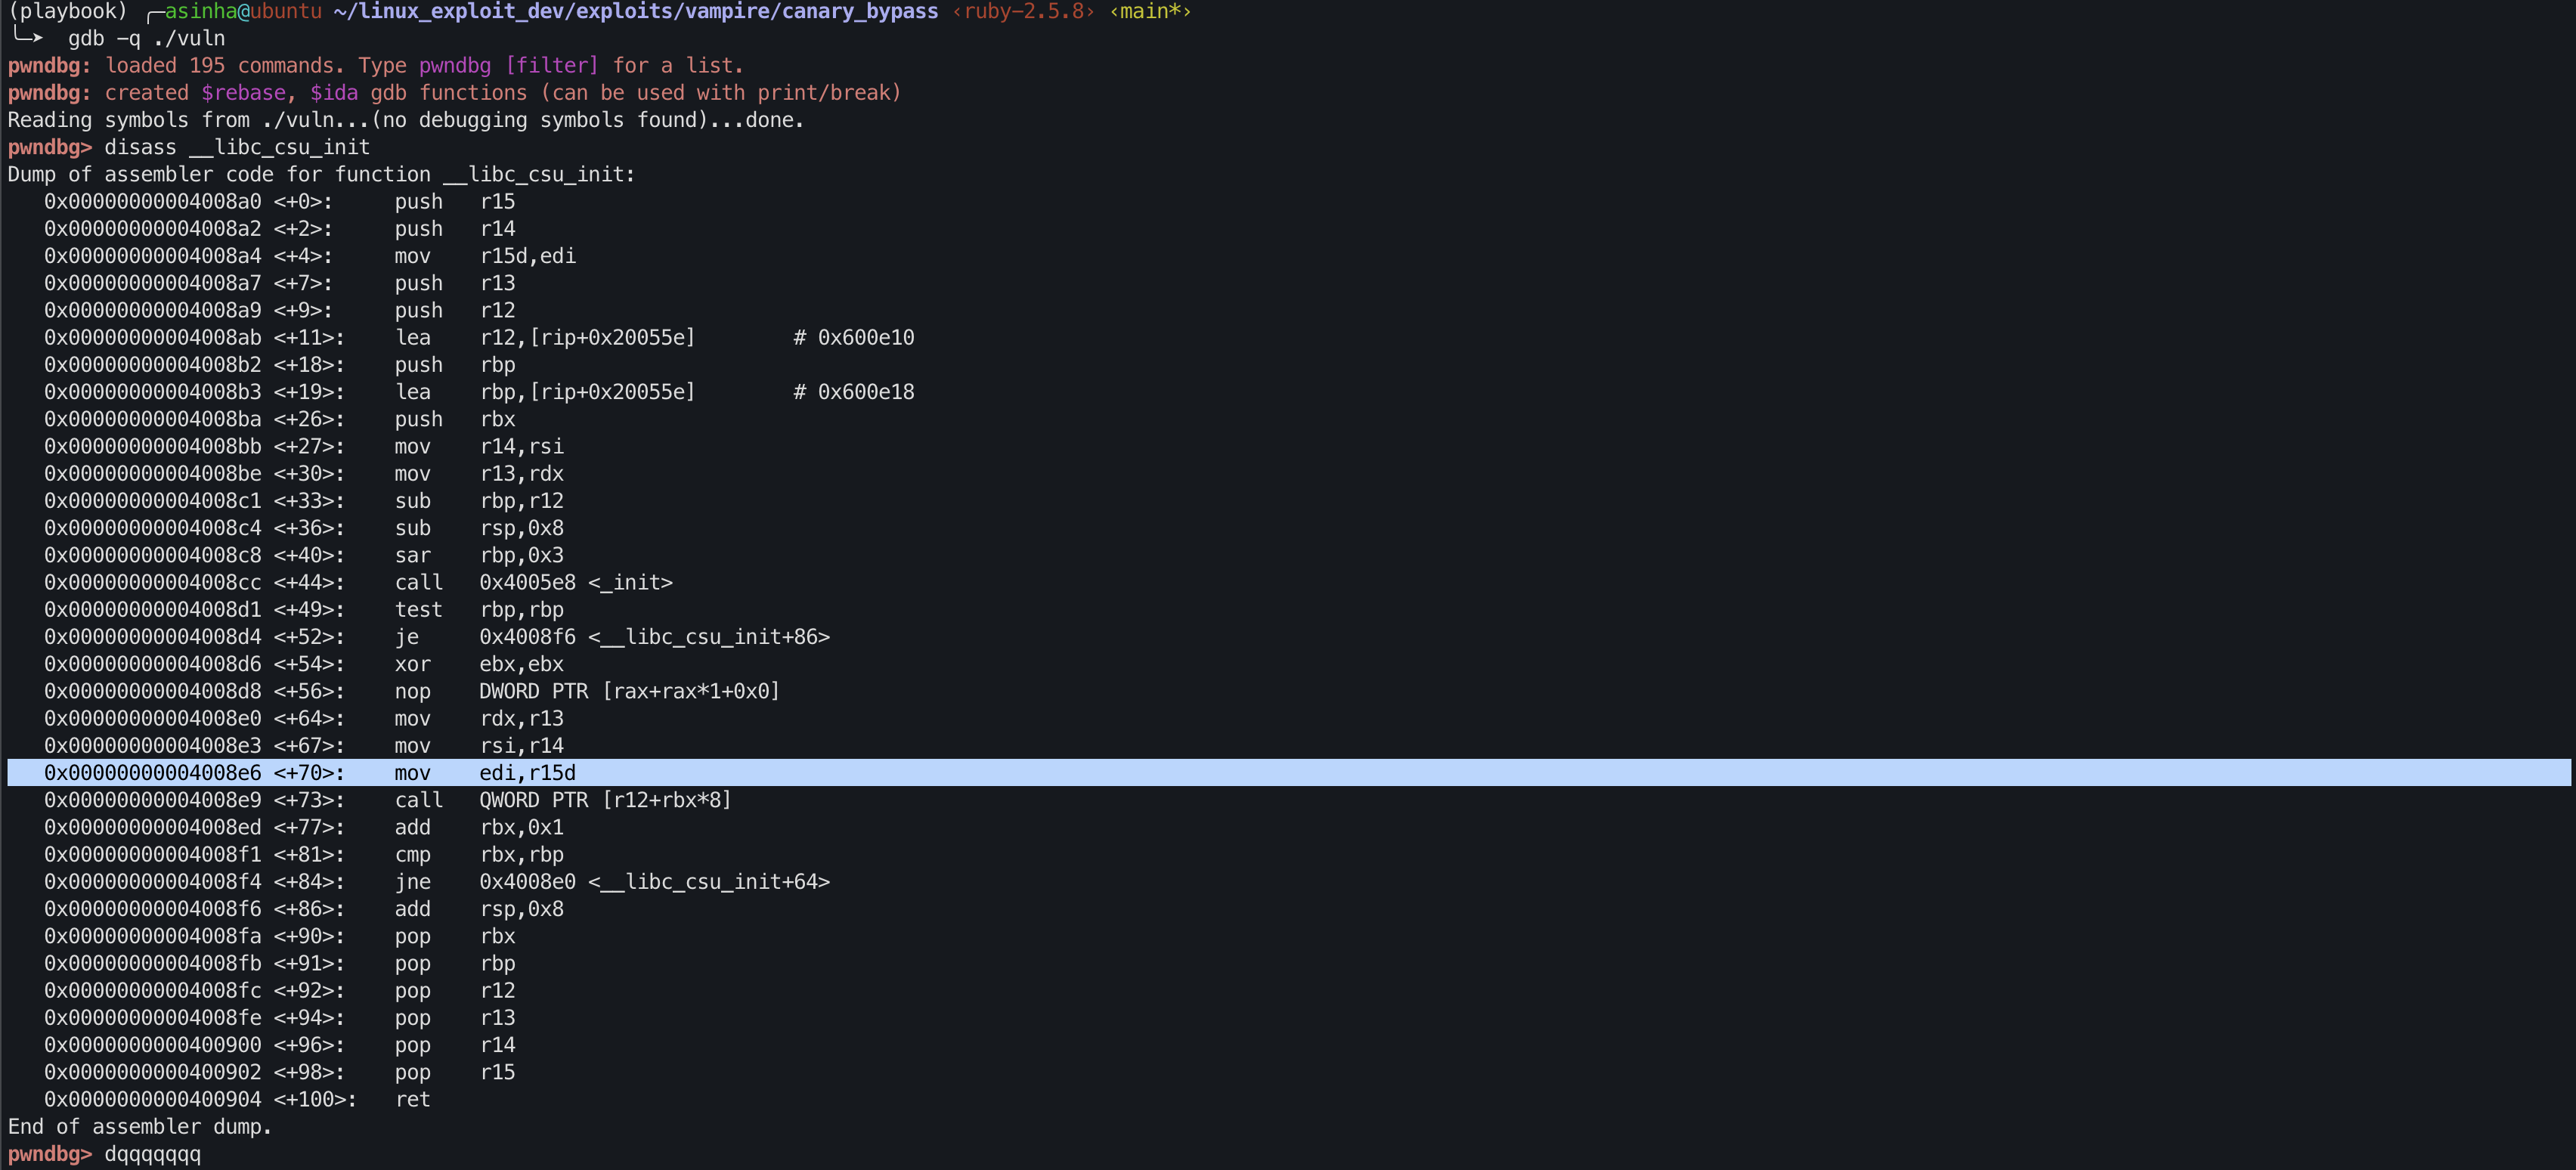 (playbook) ╭─asinha@ubuntu ~/linux_exploit_dev/exploits/vampire/canary_bypass ‹ruby-2.5.8› ‹main*›
╰─➤  gdb -q ./vuln
pwndbg: loaded 195 commands. Type pwndbg [filter] for a list.
pwndbg: created $rebase, $ida gdb functions (can be used with print/break)
Reading symbols from ./vuln...(no debugging symbols found)...done.
pwndbg> disass __libc_csu_init
Dump of assembler code for function __libc_csu_init:
   0x00000000004008a0 <+0>:     push   r15
   0x00000000004008a2 <+2>:     push   r14
   0x00000000004008a4 <+4>:     mov    r15d,edi
   0x00000000004008a7 <+7>:     push   r13
   0x00000000004008a9 <+9>:     push   r12
   0x00000000004008ab <+11>:    lea    r12,[rip+0x20055e]        # 0x600e10
   0x00000000004008b2 <+18>:    push   rbp
   0x00000000004008b3 <+19>:    lea    rbp,[rip+0x20055e]        # 0x600e18
   0x00000000004008ba <+26>:    push   rbx
   0x00000000004008bb <+27>:    mov    r14,rsi
   0x00000000004008be <+30>:    mov    r13,rdx
   0x00000000004008c1 <+33>:    sub    rbp,r12
   0x00000000004008c4 <+36>:    sub    rsp,0x8
   0x00000000004008c8 <+40>:    sar    rbp,0x3
   0x00000000004008cc <+44>:    call   0x4005e8 <_init>
   0x00000000004008d1 <+49>:    test   rbp,rbp
   0x00000000004008d4 <+52>:    je     0x4008f6 <__libc_csu_init+86>
   0x00000000004008d6 <+54>:    xor    ebx,ebx
   0x00000000004008d8 <+56>:    nop    DWORD PTR [rax+rax*1+0x0]
   0x00000000004008e0 <+64>:    mov    rdx,r13
   0x00000000004008e3 <+67>:    mov    rsi,r14
   0x00000000004008e6 <+70>:    mov    edi,r15d
   0x00000000004008e9 <+73>:    call   QWORD PTR [r12+rbx*8]
   0x00000000004008ed <+77>:    add    rbx,0x1
   0x00000000004008f1 <+81>:    cmp    rbx,rbp
   0x00000000004008f4 <+84>:    jne    0x4008e0 <__libc_csu_init+64>
   0x00000000004008f6 <+86>:    add    rsp,0x8
   0x00000000004008fa <+90>:    pop    rbx
   0x00000000004008fb <+91>:    pop    rbp
   0x00000000004008fc <+92>:    pop    r12
   0x00000000004008fe <+94>:    pop    r13
   0x0000000000400900 <+96>:    pop    r14
   0x0000000000400902 <+98>:    pop    r15
   0x0000000000400904 <+100>:   ret
End of assembler dump.
pwndbg> dqqqqqqq